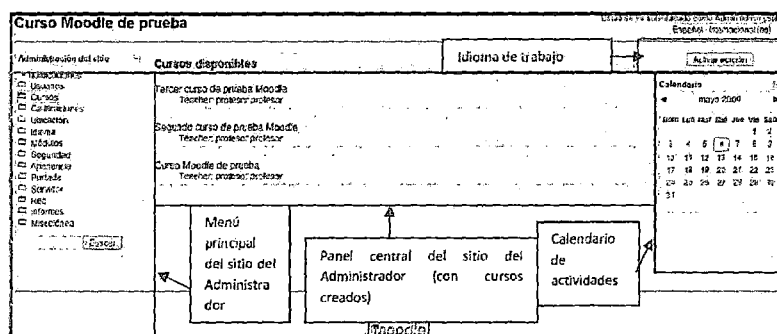 Curso Moodle de prueba
Español - Internacional (es)
Administración del sitio
Cursos disponibles
Idioma de trabajo
Activar edición
Usuarios
Cursos
Calificaciones
Ubicación
Idioma
Módulos
Seguridad
Apariencia
Portada
Servidor
Red
Informes
Miscelánea
Buscar
Tercer curso de prueba Moodle
Teacher: profesor profesor
Segundo curso de prueba Moodle
Teacher: profesor profesor
Curso Moodle de prueba
Teacher: profesor profesor
Calendario
mayo 2009
Dom Lun Mar Mié Jue Vie Sáb
1 2
3 4 5 6 7 8 9
10 11 12 13 14 15 16
17 18 19 20 21 22 23
24 25 26 27 28 29 30
31
Menú
principal
del sitio del
Administra
dor
Panel central del sitio del
Administrador (con cursos
creados)
Calendario
de
actividades